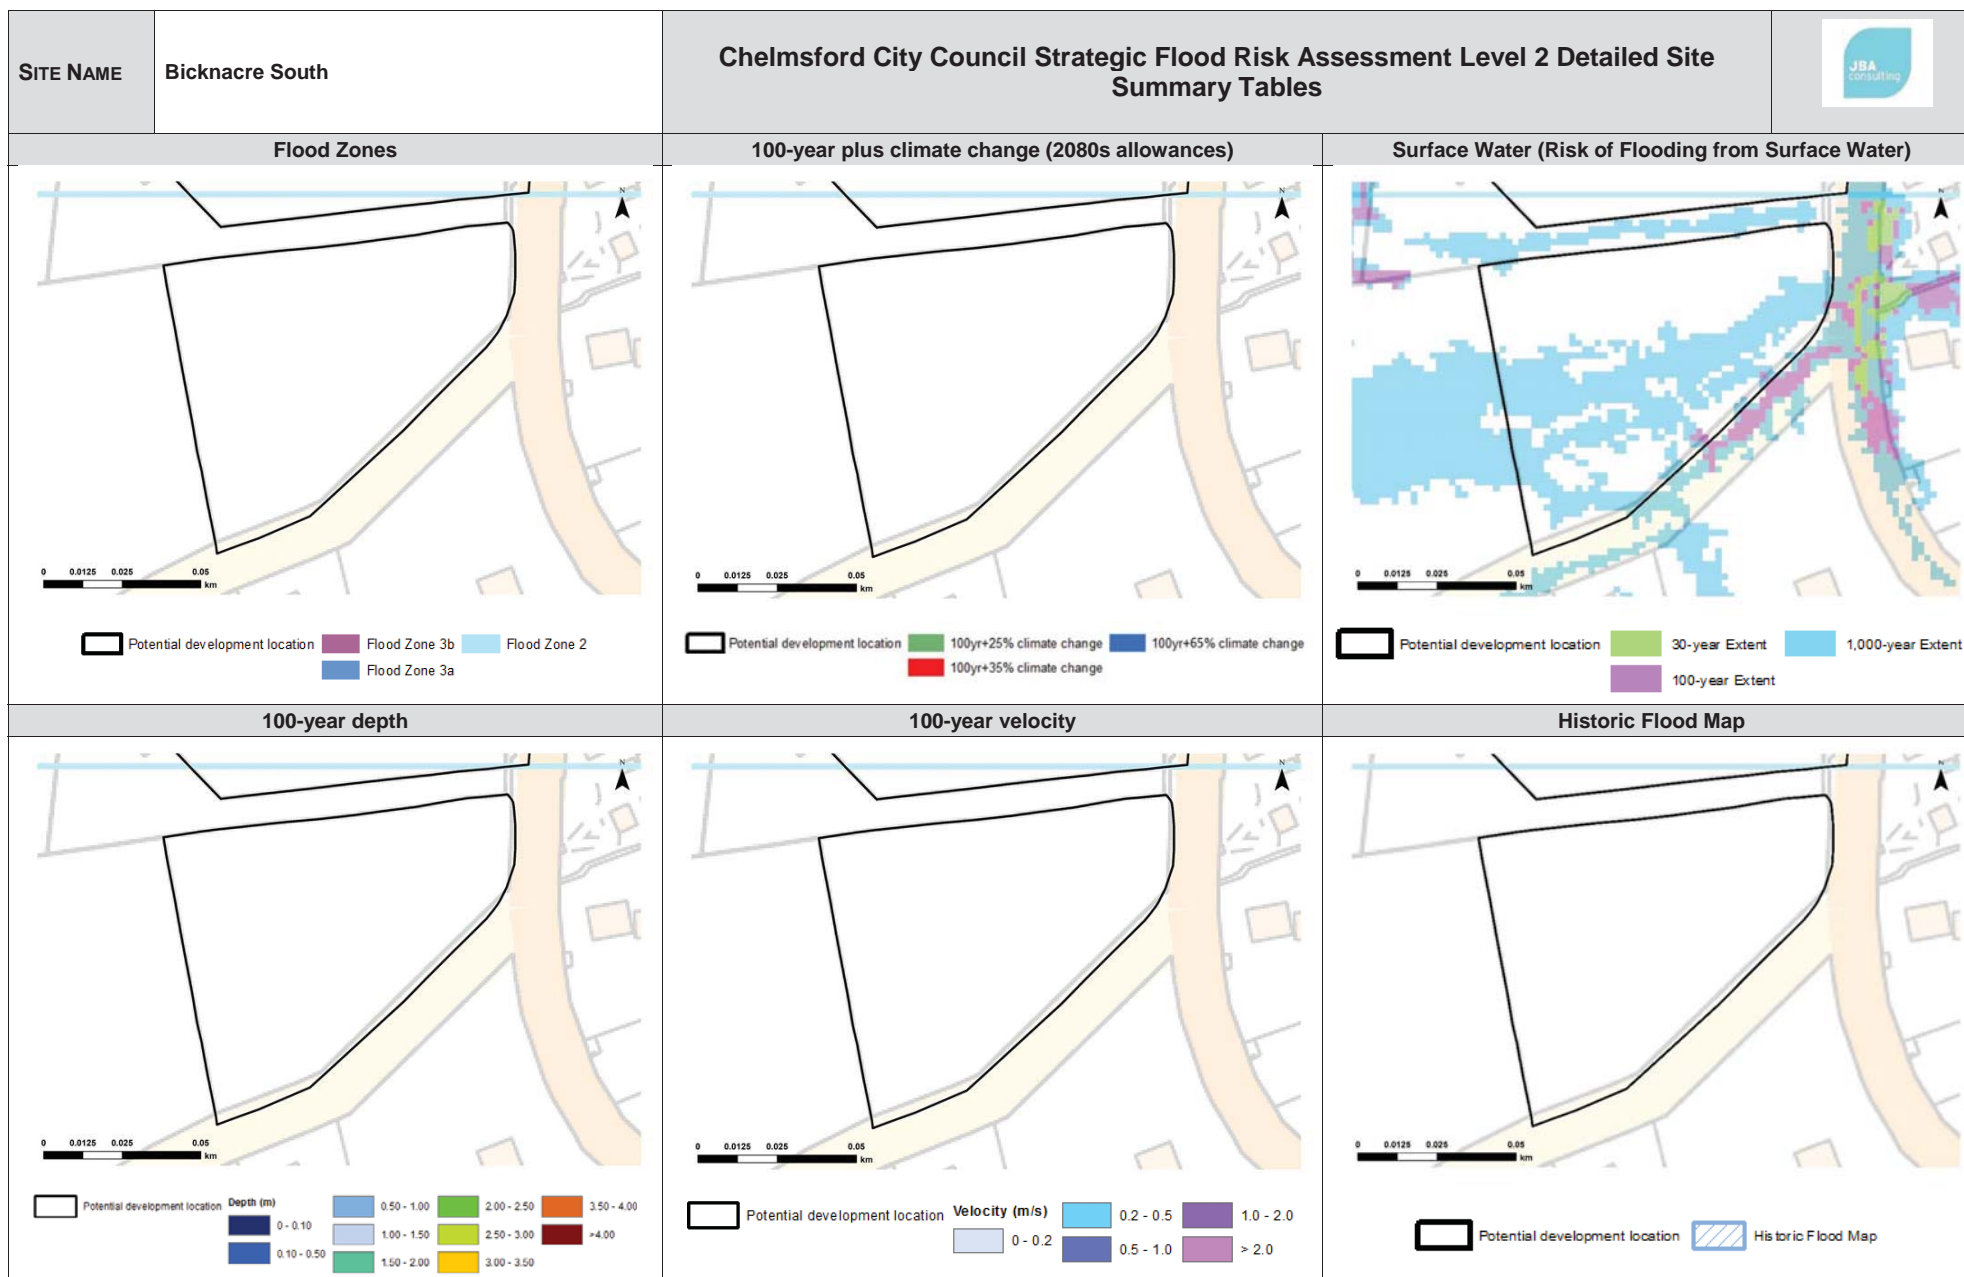 SITE NAME
Bicknacre South
Chelmsford City Council Strategic Flood Risk Assessment Level 2 Detailed Site
Summary Tables
JBA
consulting
Flood Zones
100-year plus climate change (2080s allowances)
Surface Water (Risk of Flooding from Surface Water)
N
N
N
0 0.0125 0.025 0.05
km
0 0.0125 0.025 0.05
km
0 0.0125 0.025 0.05
km
Potential development location
Flood Zone 3b
Flood Zone 2
Flood Zone 3a
Potential development location
100yr+25% climate change
100yr+65% climate change
100yr+35% climate change
Potential development location
30-year Extent
1,000-year Extent
100-year Extent
100-year depth
100-year velocity
Historic Flood Map
N
N
N
0 0.0125 0.025 0.05
km
0 0.0125 0.025 0.05
km
0 0.0125 0.025 0.05
km
Potential development location
Depth (m)
0 - 0.10
0.10 - 0.50
0.50 - 1.00
1.00 - 1.50
1.50 - 2.00
2.00 - 2.50
2.50 - 3.00
3.00 - 3.50
3.50 - 4.00
>4.00
Potential development location
Velocity (m/s)
0 - 0.2
0.2 - 0.5
0.5 - 1.0
1.0 - 2.0
> 2.0
Potential development location
Historic Flood Map